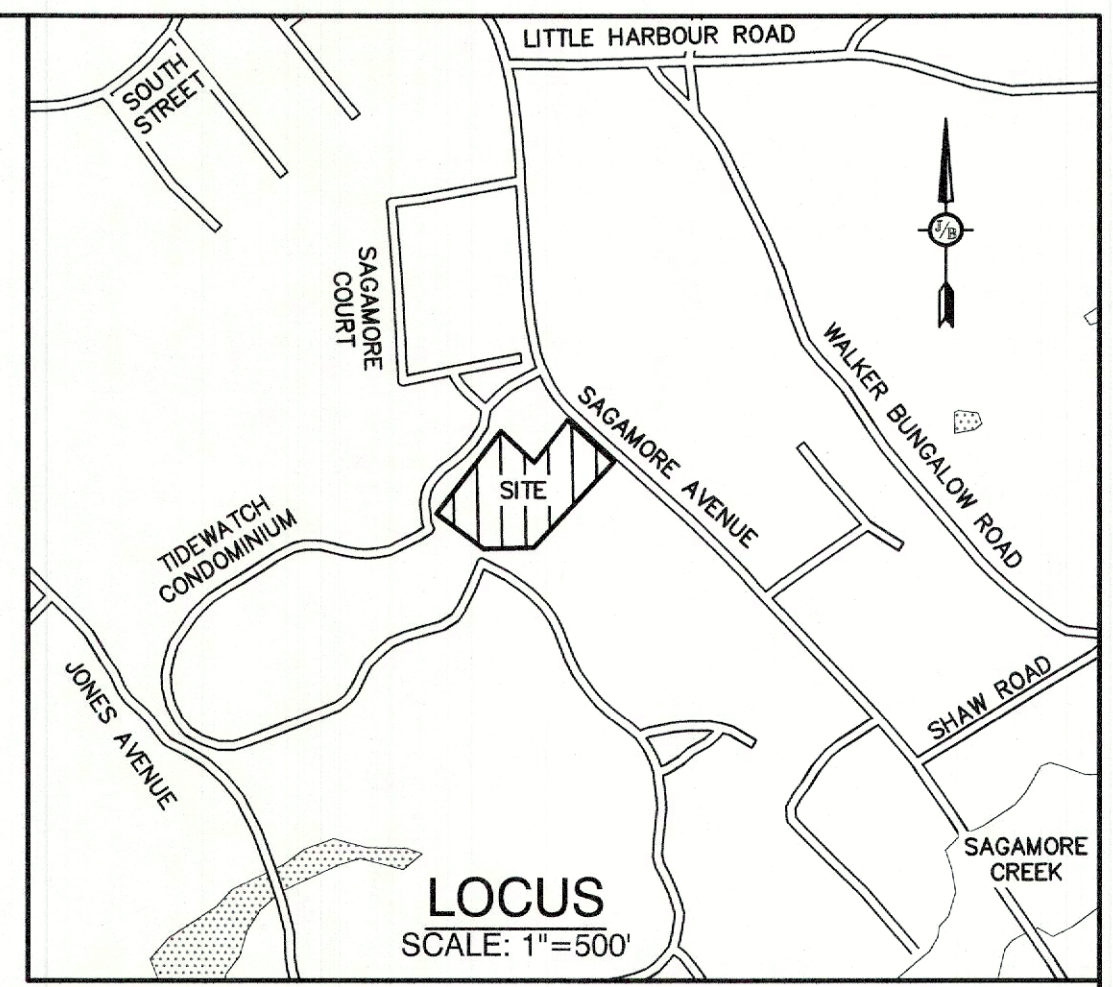 LITTLE HARBOUR ROAD
SOUTH
STREET
J/B
SAGAMORE
COURT
WALKER BUNGALOW ROAD
SAGAMORE AVENUE
SITE
TIDEWATCH
CONDOMINIUM
JONES AVENUE
SHAW ROAD
SAGAMORE
CREEK
LOCUS
SCALE: 1"=500'